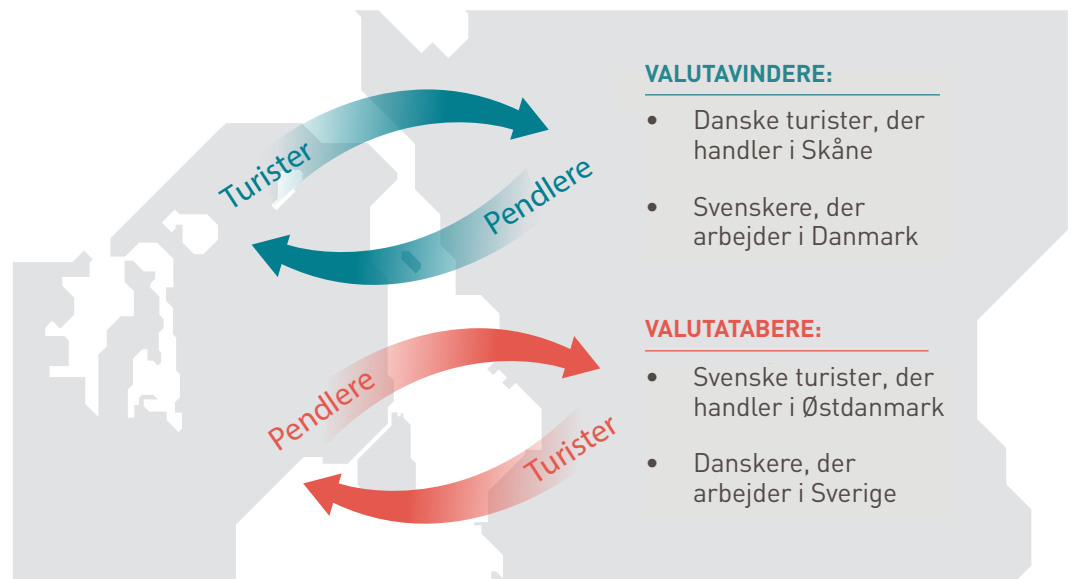 Turister
Pendlere
Pendlere
Turister
VALUTAVINDERE:
• Danske turister, der
handler i Skåne
• Svenskere, der
arbejder i Danmark
VALUTATABERE:
• Svenske turister, der
handler i Østdanmark
• Danskere, der
arbejder i Sverige